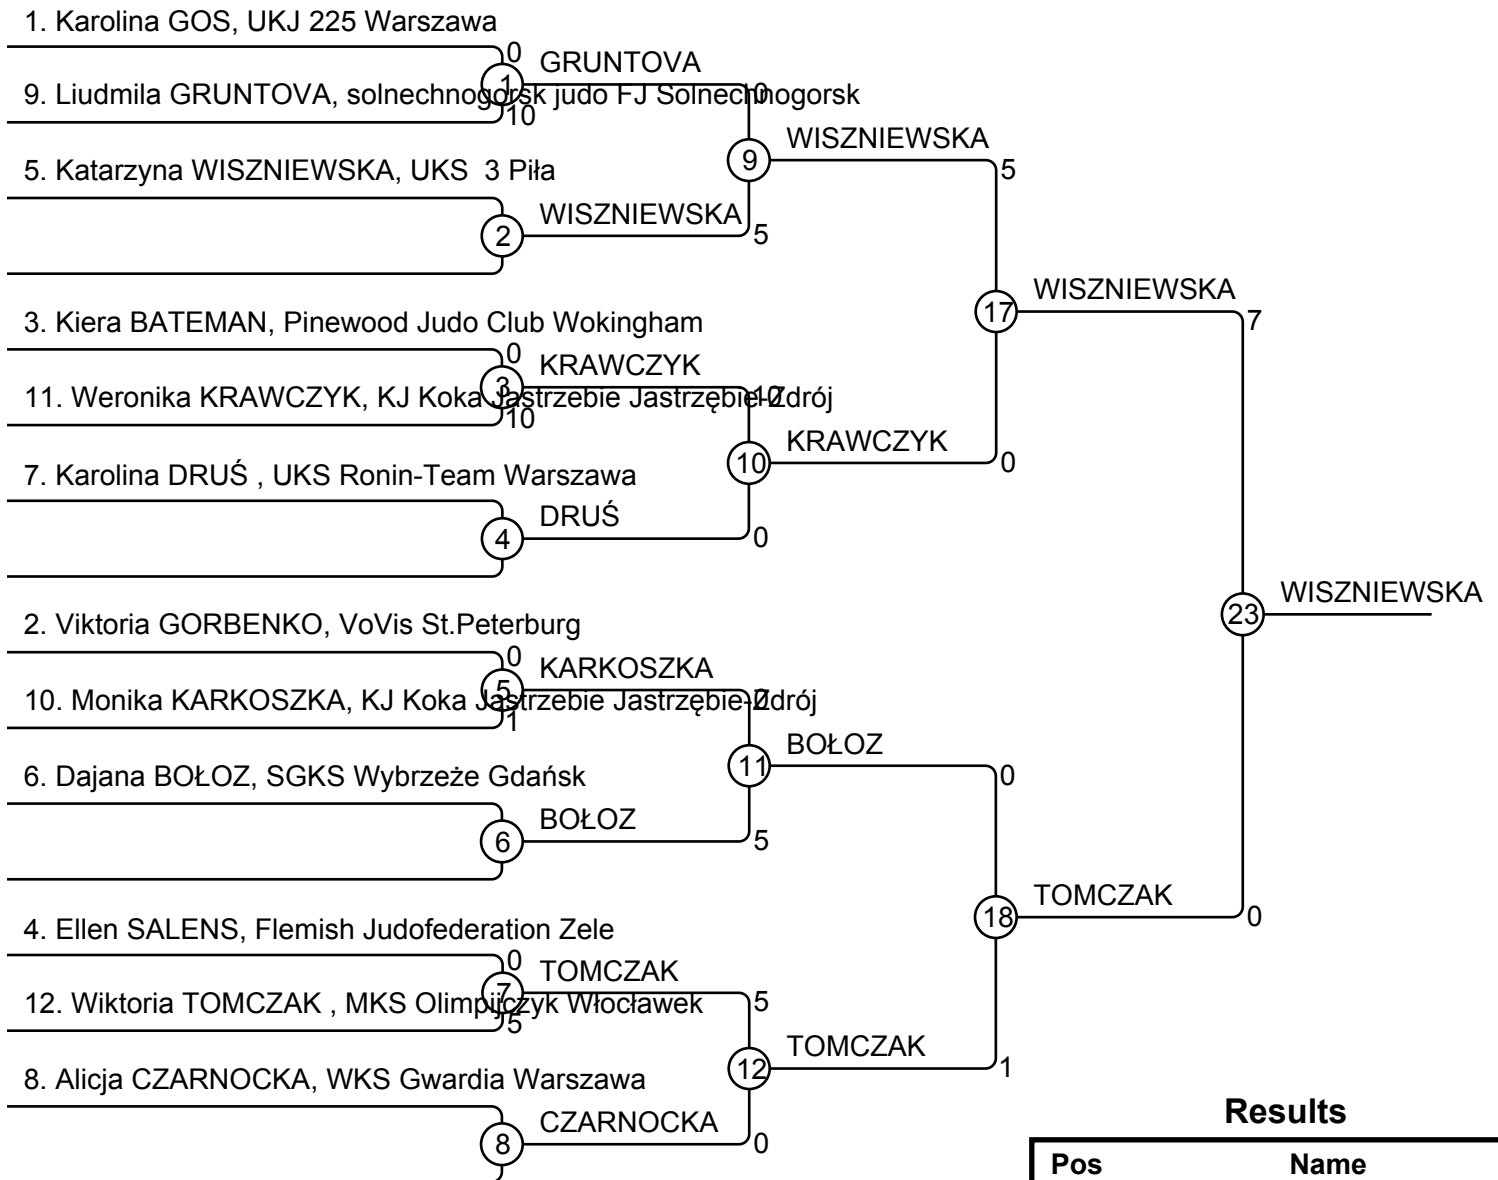 1. Karolina GOS, UKJ 225 Warszawa
0
GRUNTOVA
1
9. Liudmila GRUNTOVA, solnechnogorsk judo FJ Solnechnogorsk
0
10
WISZNIEWSKA
9
5. Katarzyna WISZNIEWSKA, UKS 3 Piła
5
WISZNIEWSKA
2
5
WISZNIEWSKA
17
3. Kiera BATEMAN, Pinewood Judo Club Wokingham
7
0
KRAWCZYK
3
11. Weronika KRAWCZYK, KJ Koka Jastrzebie Jastrzębie-Zdrój
10
10
KRAWCZYK
10
0
7. Karolina DRUŚ , UKS Ronin-Team Warszawa
DRUŚ
4
0
WISZNIEWSKA
23
2. Viktoria GORBENKO, VoVis St.Peterburg
0
KARKOSZKA
5
10. Monika KARKOSZKA, KJ Koka Jastrzebie Jastrzębie-Zdrój
0
1
BOŁOZ
11
0
6. Dajana BOŁOZ, SGKS Wybrzeże Gdańsk
BOŁOZ
6
5
TOMCZAK
18
0
4. Ellen SALENS, Flemish Judofederation Zele
0
TOMCZAK
7
12. Wiktoria TOMCZAK , MKS Olimpijczyk Włocławek
5
5
TOMCZAK
12
1
8. Alicja CZARNOCKA, WKS Gwardia Warszawa
CZARNOCKA
8
0
Results
Pos Name